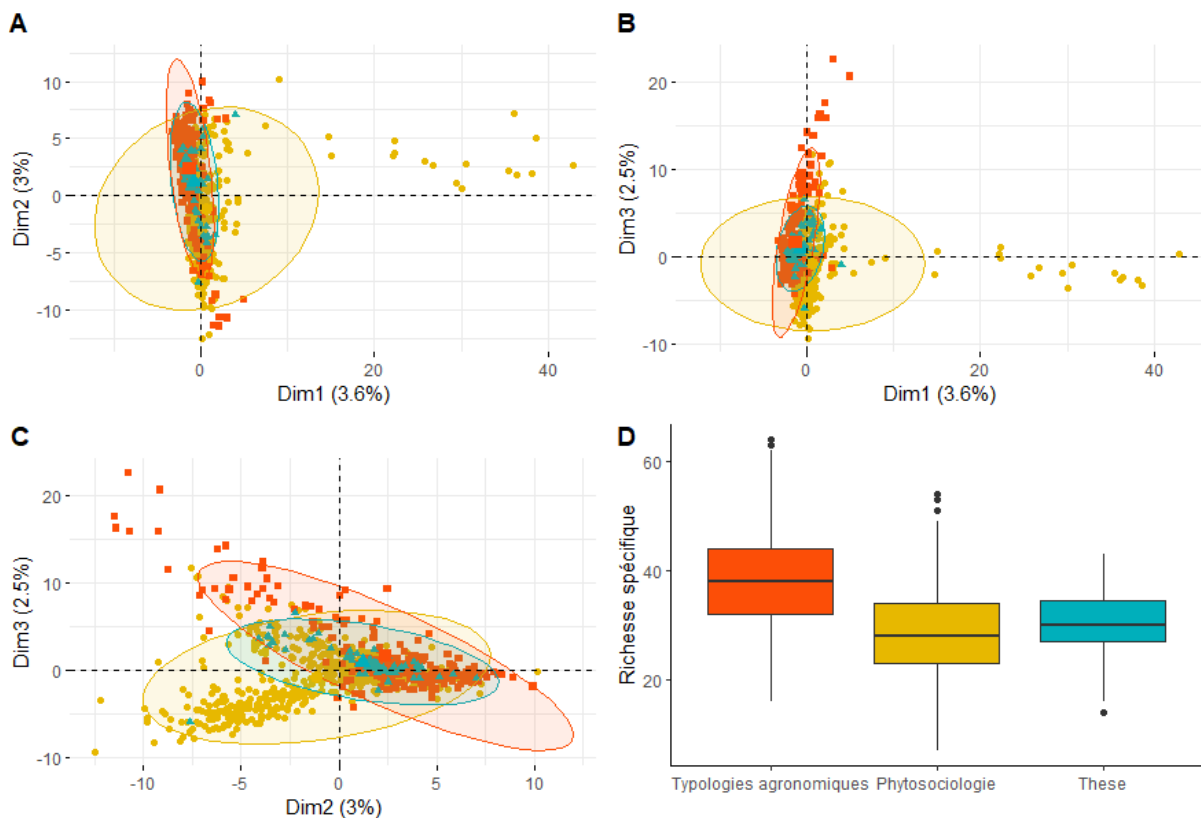 A
10
5
0
-5
-10
Dim2 (3%)
0
20
40
Dim1 (3.6%)
B
20
10
0
-10
Dim3 (2.5%)
0
20
40
Dim1 (3.6%)
C
20
10
0
-10
Dim3 (2.5%)
-10
-5
0
5
10
Dim2 (3%)
D
60
40
20
Richesse spécifique
Typologies agronomiques
Phytosociologie
These